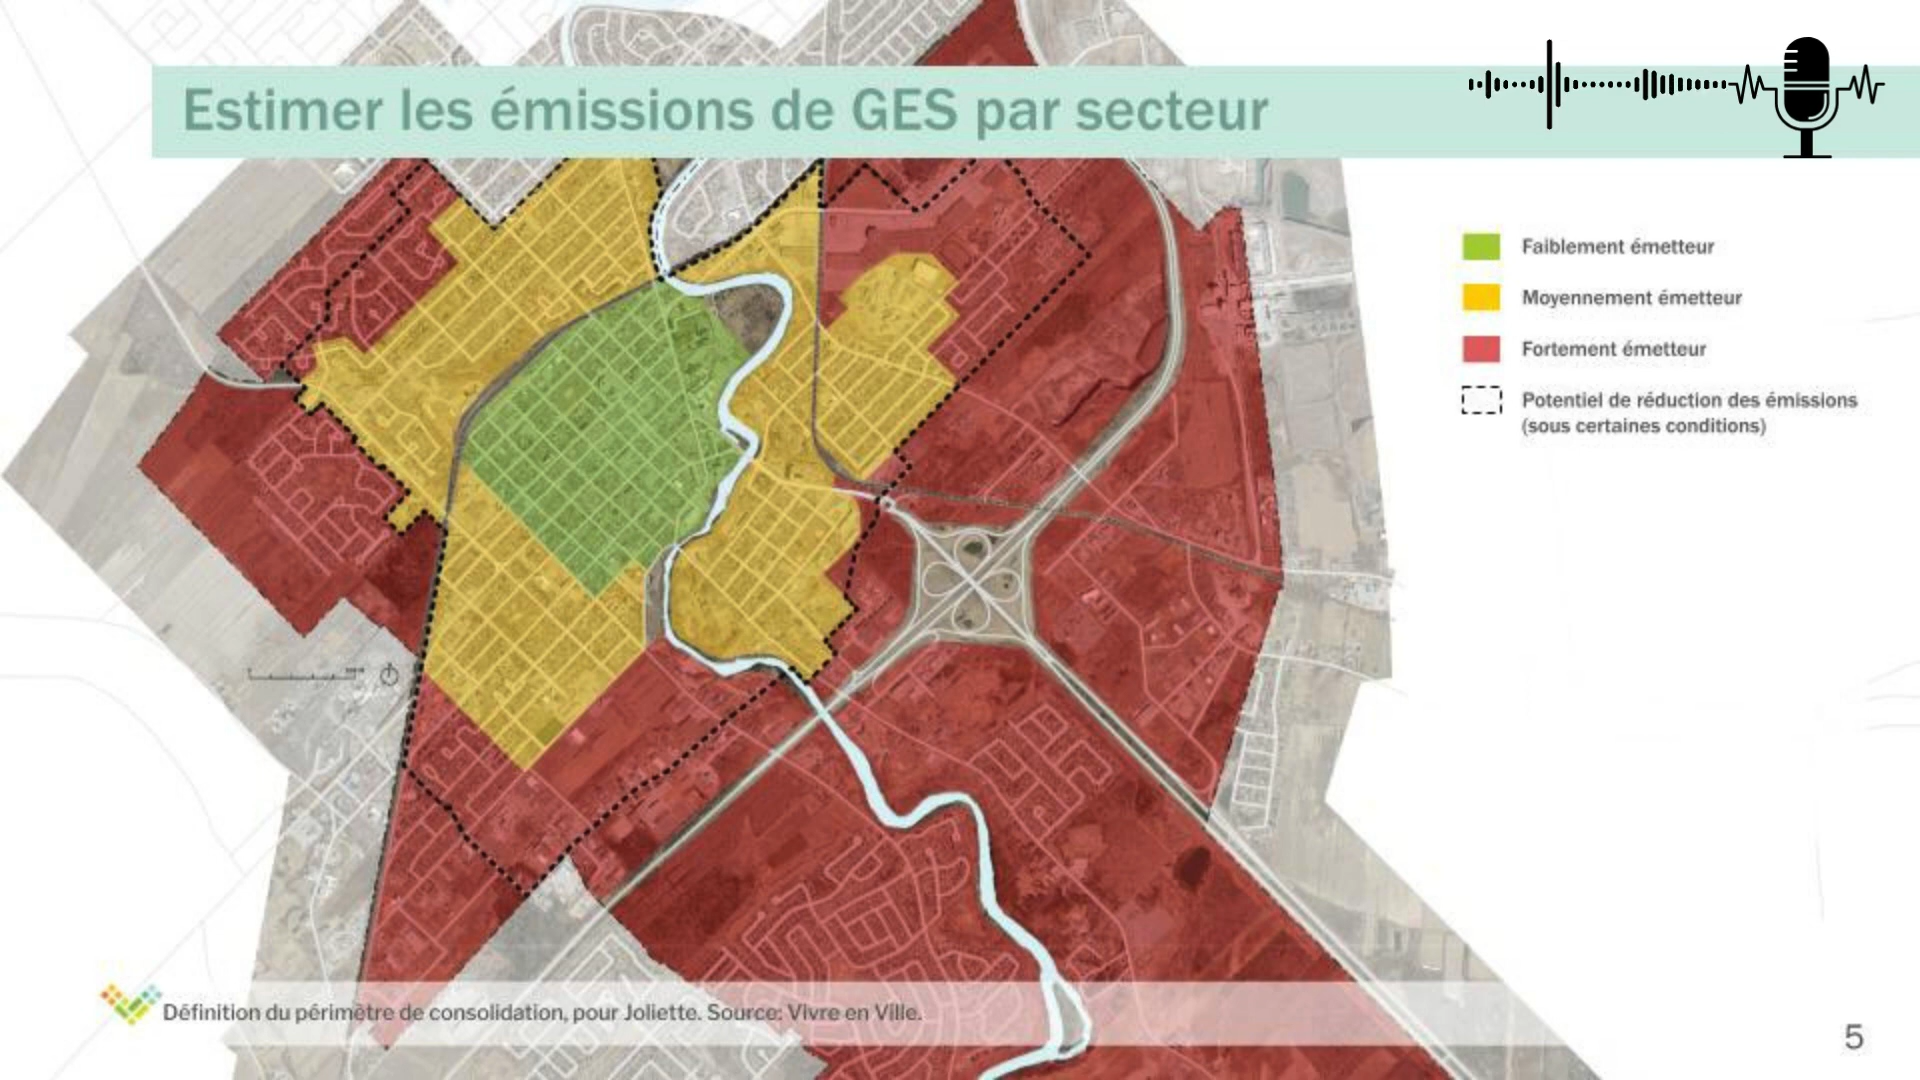 Estimer les émissions de GES par secteur
Faiblement émetteur
Moyennement émetteur
Fortement émetteur
Potentiel de réduction des émissions
(sous certaines conditions)
Définition du périmètre de consolidation, pour Joliette. Source: Vivre en Ville.
5